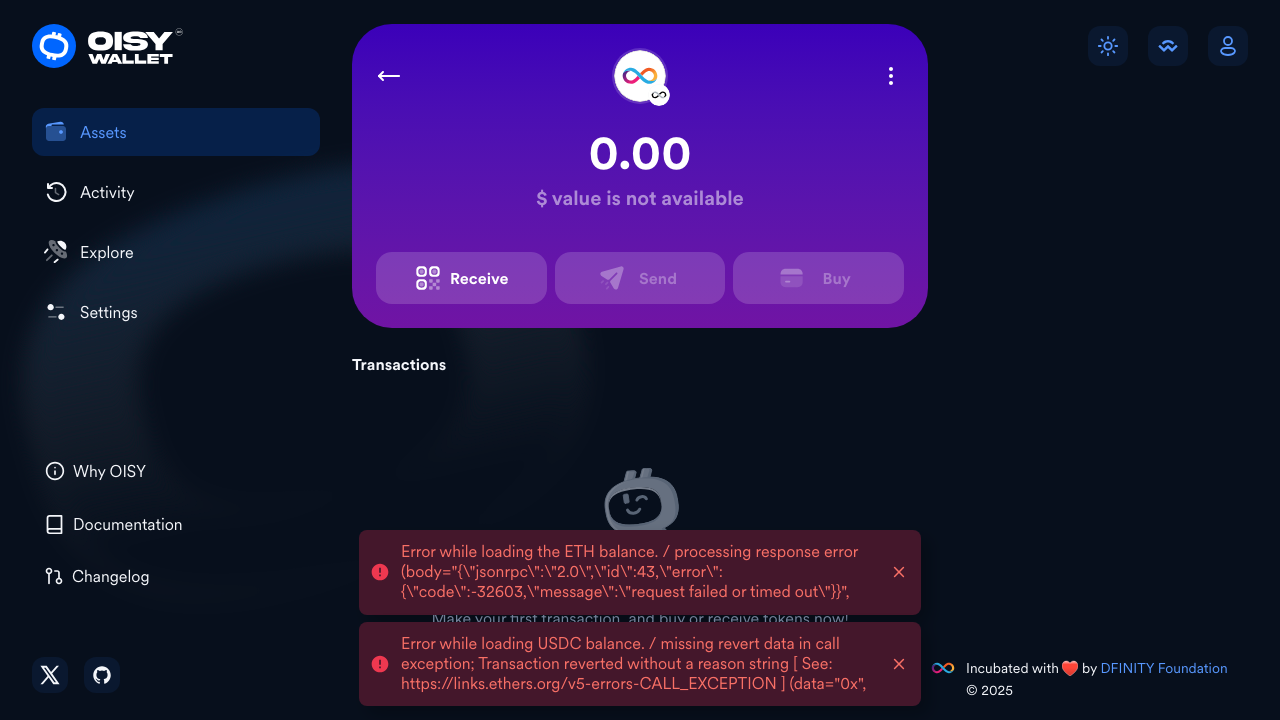 OISY
WALLET
Assets
Activity
Explore
Settings
Why OISY
Documentation
Changelog
0.00
$ value is not available
Receive
Send
Buy
Transactions
Error while loading the ETH balance. / processing response error
(body="{\"jsonrpc\":\"2.0\",\"id\":43,\"error\":
{\"code\":-32603,\"message\":\"request failed or timed out\"}}",
Make your first transaction, and buy or receive tokens now!
Error while loading USDC balance. / missing revert data in call
exception; Transaction reverted without a reason string [ See:
https://links.ethers.org/v5-errors-CALL_EXCEPTION ] (data="0x",
Incubated with ❤️ by DFINITY Foundation
© 2025